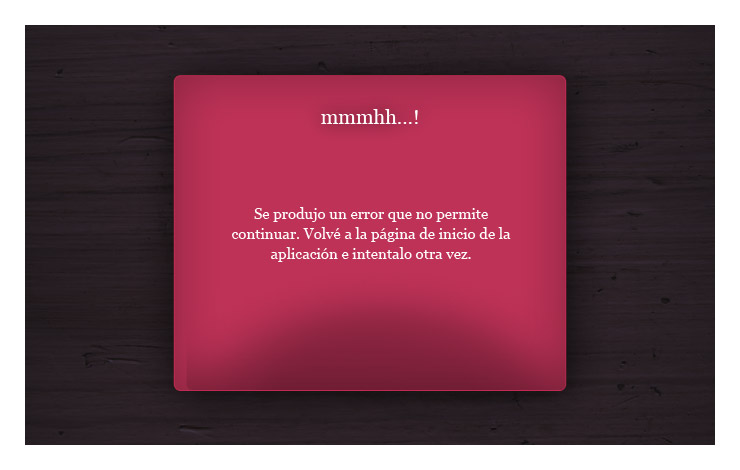 mmmhh...!
Se produjo un error que no permite
continuar. Volvé a la página de inicio de la
aplicación e intentalo otra vez.